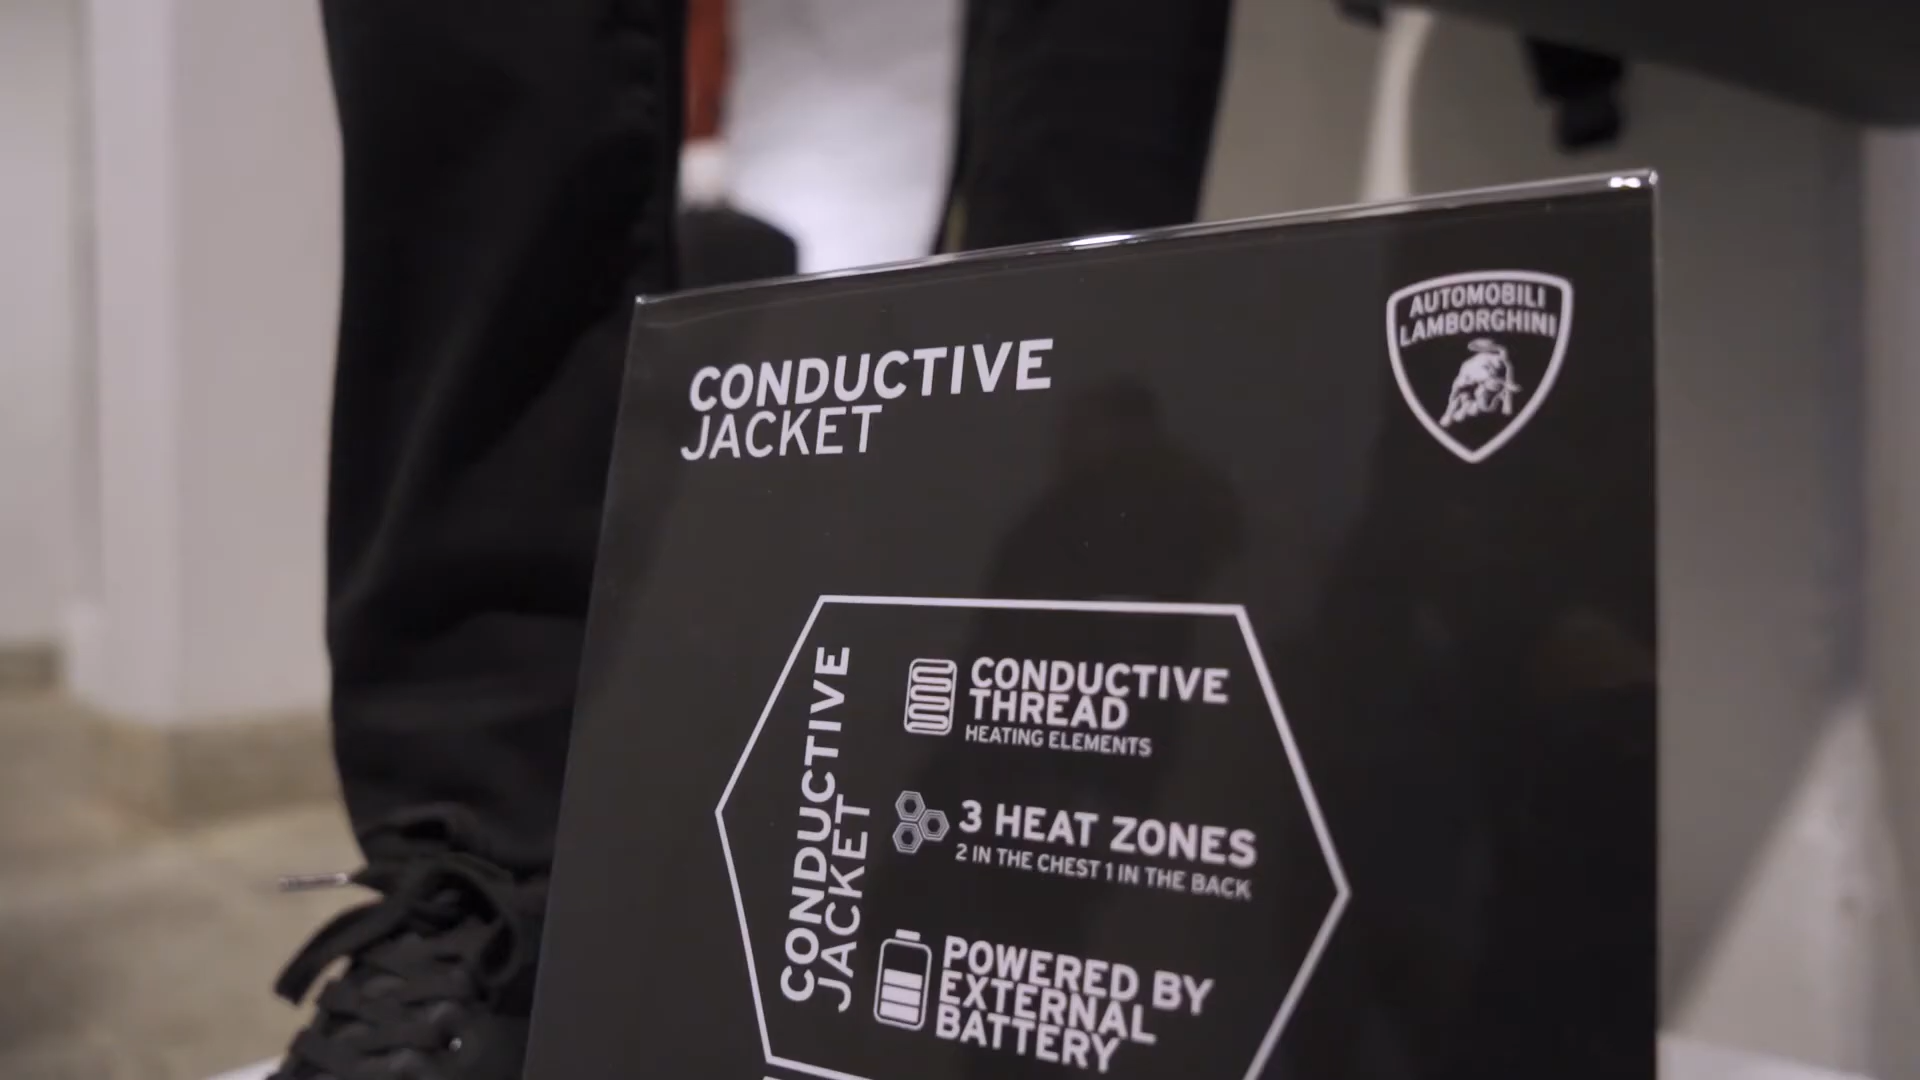 AUTOMOBILI
LAMBORGHINI
CONDUCTIVE
JACKET
CONDUCTIVE
JACKET
CONDUCTIVE
THREAD
HEATING ELEMENTS
3 HEAT ZONES
2 IN THE CHEST 1 IN THE BACK
POWERED BY
EXTERNAL
BATTERY